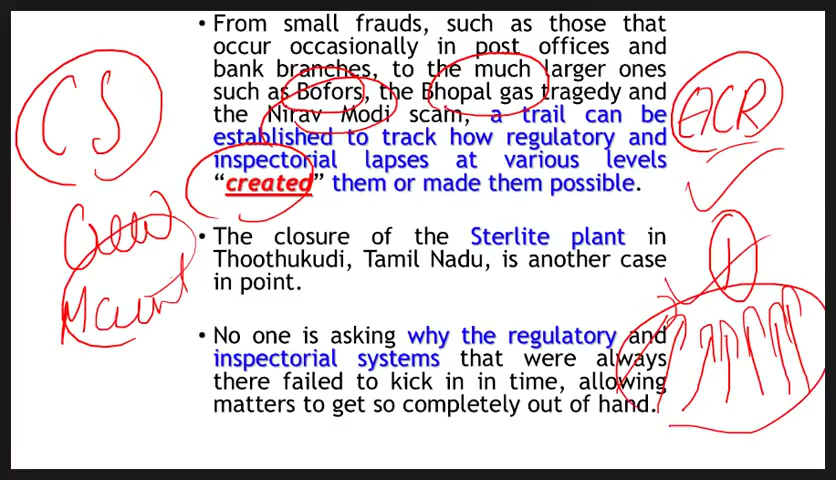 • From small frauds, such as those that
occur occasionally in post offices and
bank branches, to the much larger ones
such as Bofors, the Bhopal gas tragedy and
the Nirav Modi scam, a trail can be
established to track how regulatory and
inspectorial lapses at various levels
“created” them or made them possible.
• The closure of the Sterlite plant in
Thoothukudi, Tamil Nadu, is another case
in point.
• No one is asking why the regulatory and
inspectorial systems that were always
there failed to kick in in time, allowing
matters to get so completely out of hand.
CS
ACR